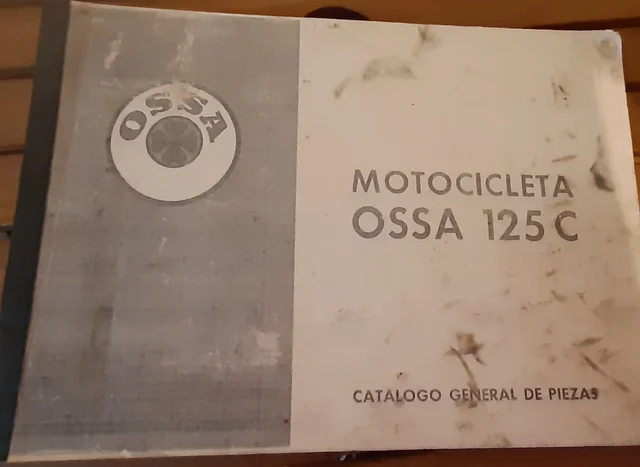 OSSA
MOTOCICLETA
OSSA 125 C
CATALOGO GENERAL DE PIEZAS